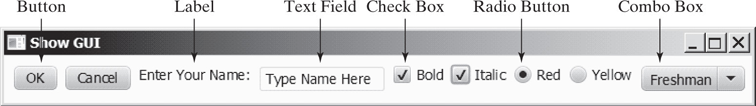 Button Label Text Field Check Box Radio Button Combo Box
Show GUI
OK Cancel Enter Your Name: Type Name Here Bold Italic Red Yellow Freshman